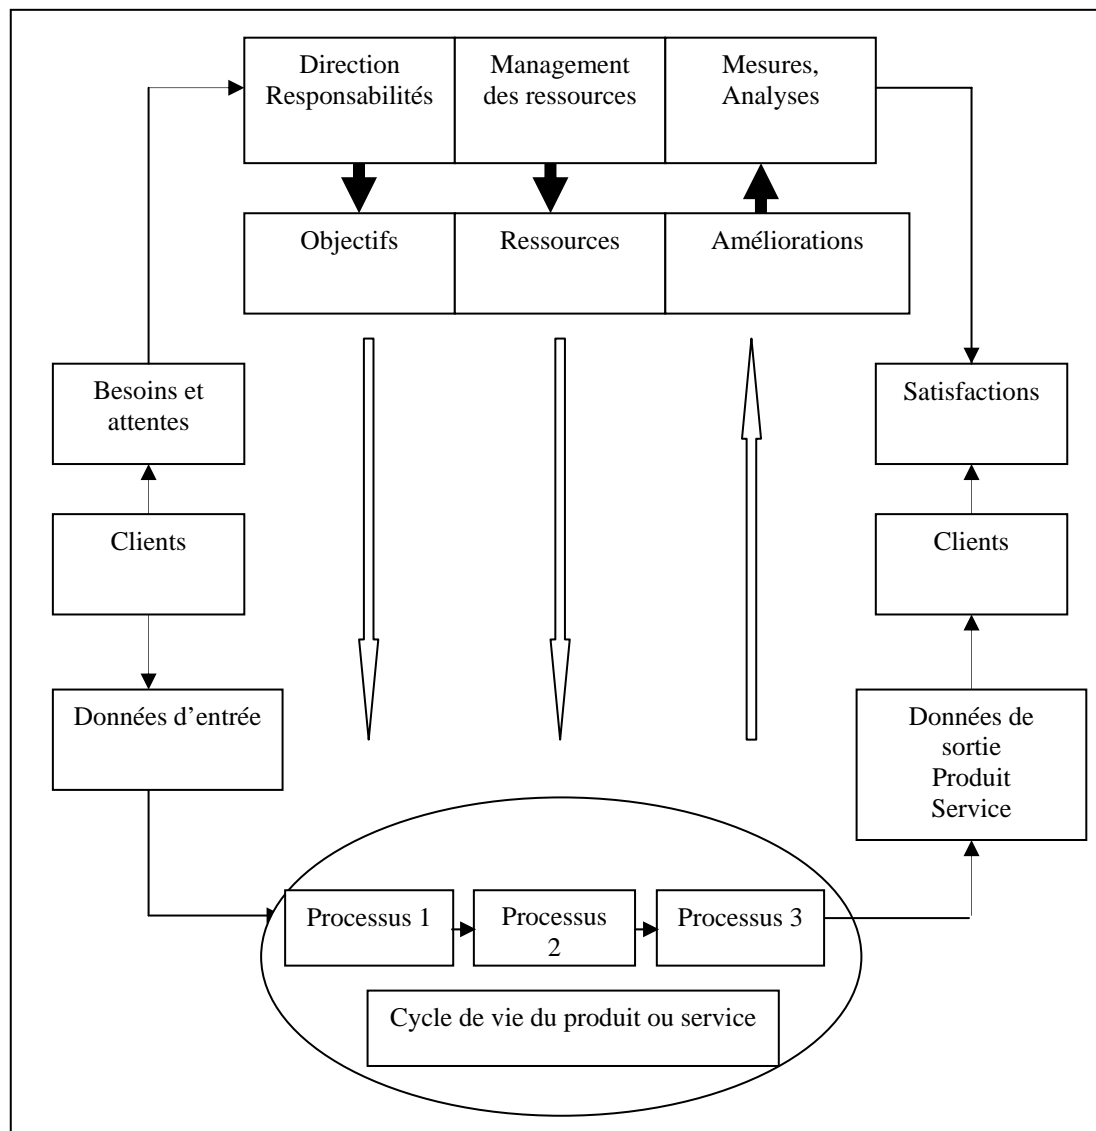 Direction
Responsabilités
Management
des ressources
Mesures,
Analyses
Objectifs
Ressources
Améliorations
Besoins et
attentes
Satisfactions
Clients
Clients
Données d’entrée
Données de
sortie
Produit
Service
Processus 1
Processus
2
Processus 3
Cycle de vie du produit ou service